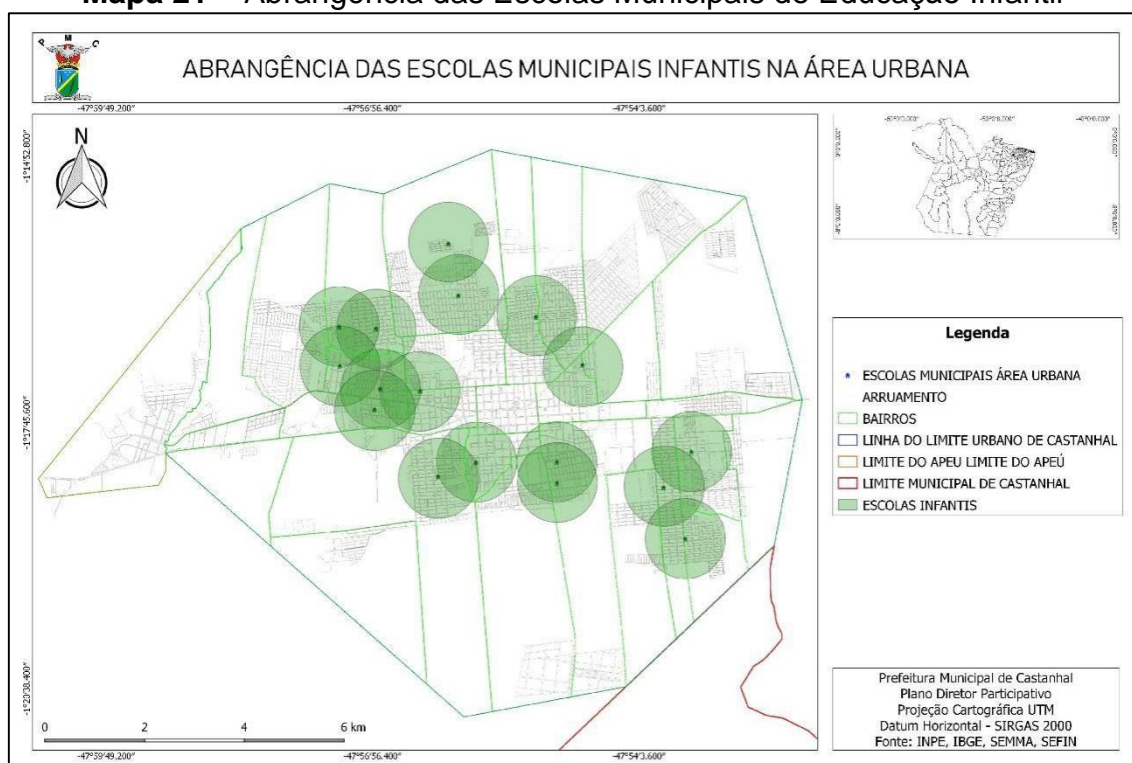 Mapa 21 – Abrangência das Escolas Municipais de Educação Infantil
P M C
ABRANGÊNCIA DAS ESCOLAS MUNICIPAIS INFANTIS NA ÁREA URBANA
-47°59'49.200" -47°56'56.400" -47°54'3.600"
N
-1°14'52.800"
-1°17'45.600"
-1°20'38.400"
Legenda
ESCOLAS MUNICIPAIS ÁREA URBANA
ARRUAMENTO
BAIRROS
LINHA DO LIMITE URBANO DE CASTANHAL
LIMITE DO APEU LIMITE DO APEÚ
LIMITE MUNICIPAL DE CASTANHAL
ESCOLAS INFANTIS
0 2 4 6 km
-47°59'49.200" -47°56'56.400" -47°54'3.600"
Prefeitura Municipal de Castanhal
Plano Diretor Participativo
Projeção Cartográfica UTM
Datum Horizontal - SIRGAS 2000
Fonte: INPE, IBGE, SEMMA, SEFIN